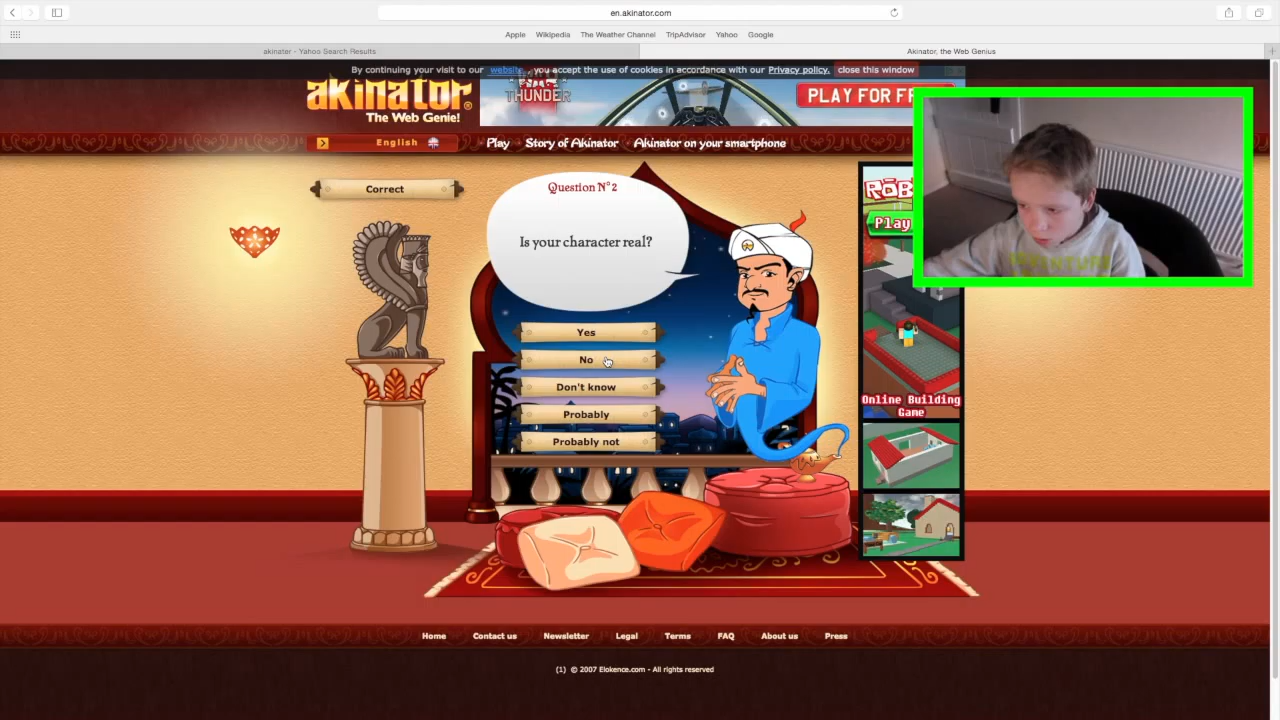 en.akinator.com
Apple Wikipedia The Weather Channel TripAdvisor Yahoo Google
akinater - Yahoo Search Results
Akinator, the Web Genius
By continuing your visit to our website, you accept the use of cookies in accordance with our Privacy policy. close this window
akinator®
The Web Genie!
THUNDER
PLAY FOR
English
Play Story of Akinator Akinator on your smartphone
Correct
Question N°2
Is your character real?
Yes
No
Don't know
Probably
Probably not
Play
Online Building
Game
Home Contact us Newsletter Legal Terms FAQ About us Press
(1) © 2007 Elokence.com - All rights reserved